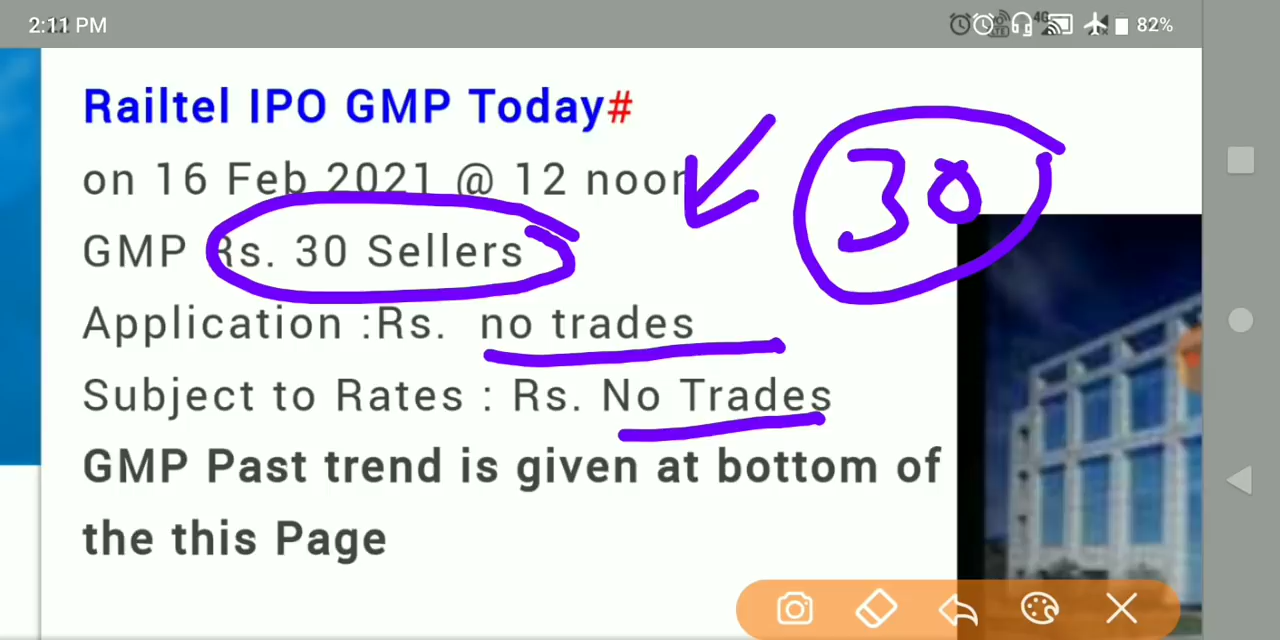 2:11 PM
4G
82%
Railtel IPO GMP Today#
on 16 Feb 2021 @ 12 noon
30
GMP Rs. 30 Sellers
Application :Rs. no trades
Subject to Rates : Rs. No Trades
GMP Past trend is given at bottom of
the this Page